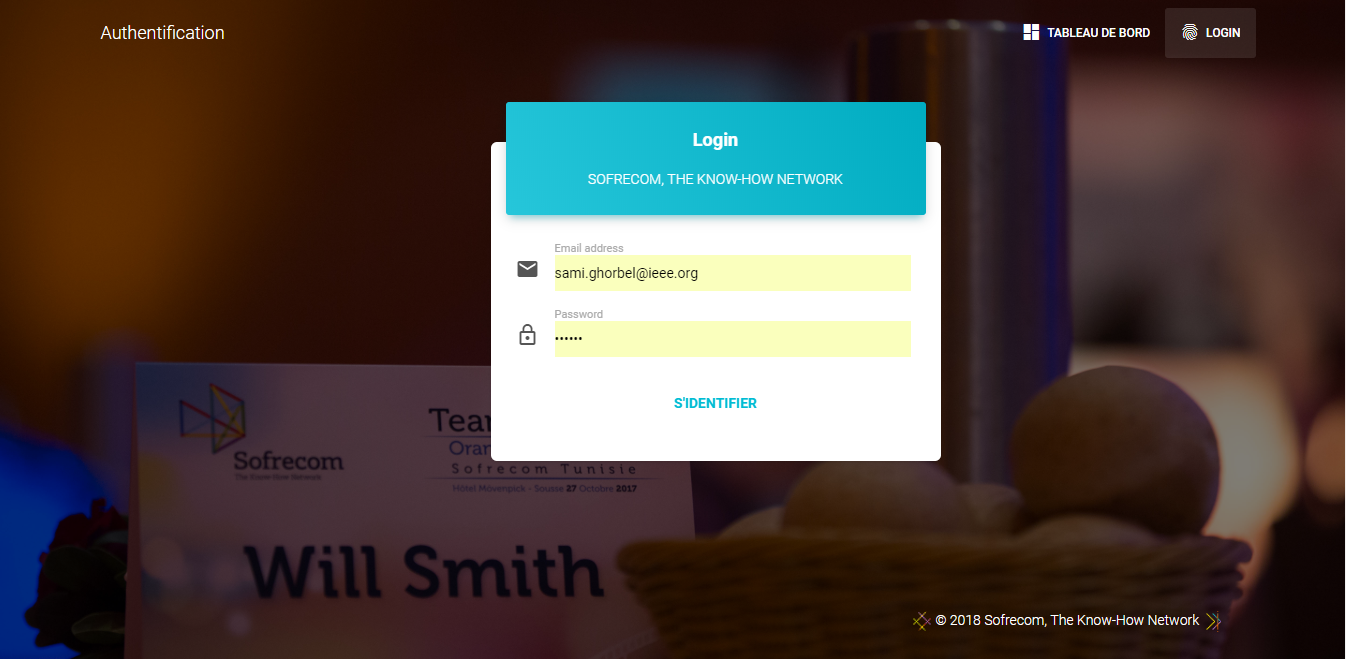 Authentification
TABLEAU DE BORD
LOGIN
Login
SOFRECOM, THE KNOW-HOW NETWORK
Email address
sami.ghorbel@ieee.org
Password
••••••
S'IDENTIFIER
Sofrecom
The Know-How Network
Team
Oran
Sofrecom Tunisie
Hôtel Mövenpick - Sousse 27 Octobre 2017
Will Smith
© 2018 Sofrecom, The Know-How Network